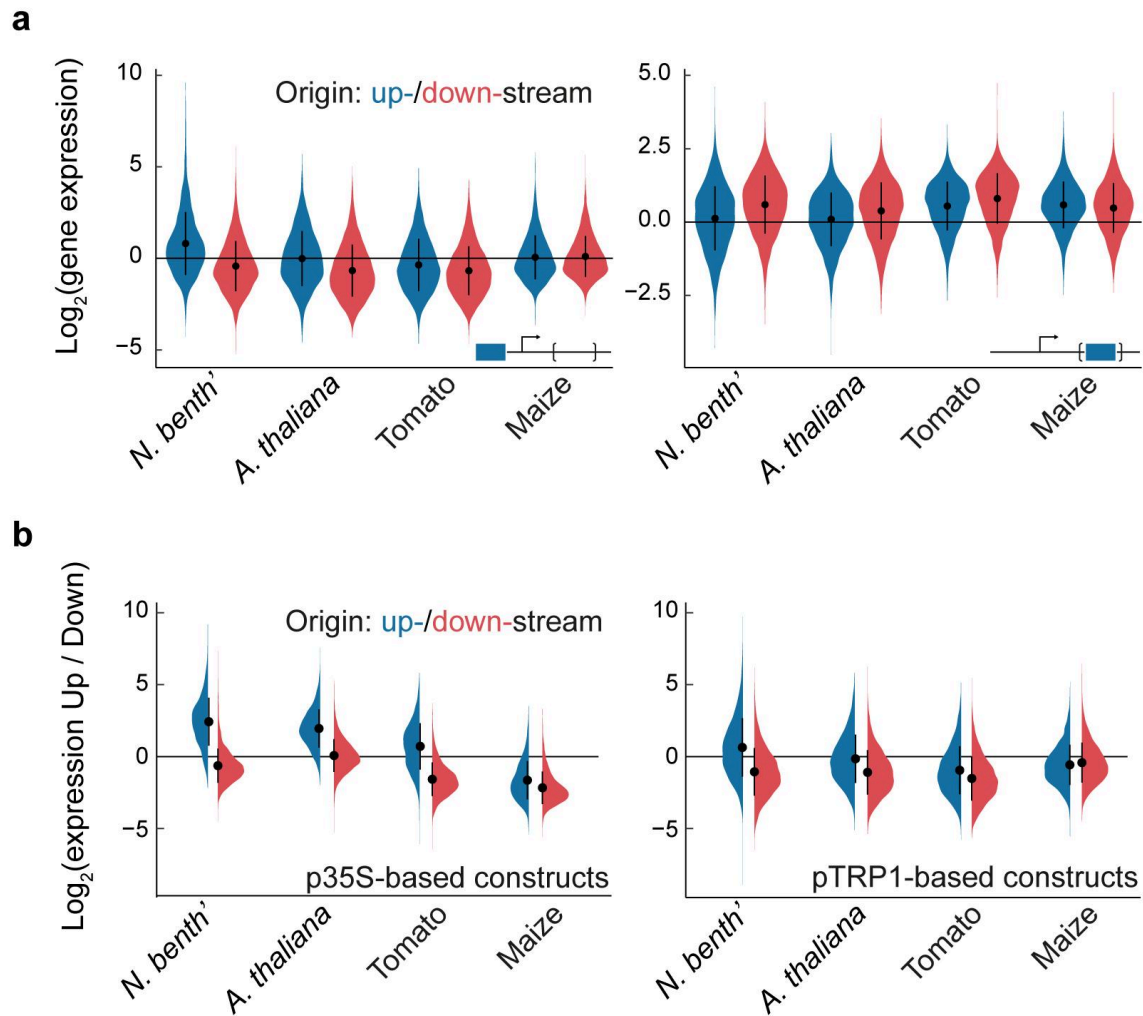 a
Log2(gene expression)
10
5
0
−5
Origin: up-/down-stream
N. benth’
A. thaliana
Tomato
Maize
5.0
2.5
0.0
−2.5
N. benth’
A. thaliana
Tomato
Maize
b
Log2(expression Up / Down)
10
5
0
−5
Origin: up-/down-stream
p35S-based constructs
N. benth’
A. thaliana
Tomato
Maize
10
5
0
−5
pTRP1-based constructs
N. benth’
A. thaliana
Tomato
Maize